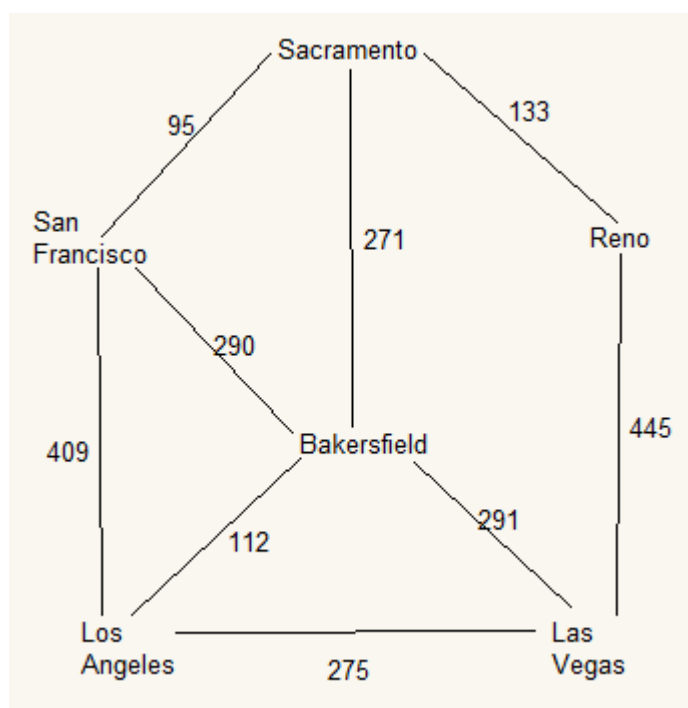 Sacramento
95
133
San
Francisco
271
Reno
290
409
Bakersfield
445
291
112
Los
Angeles
Las
Vegas
275